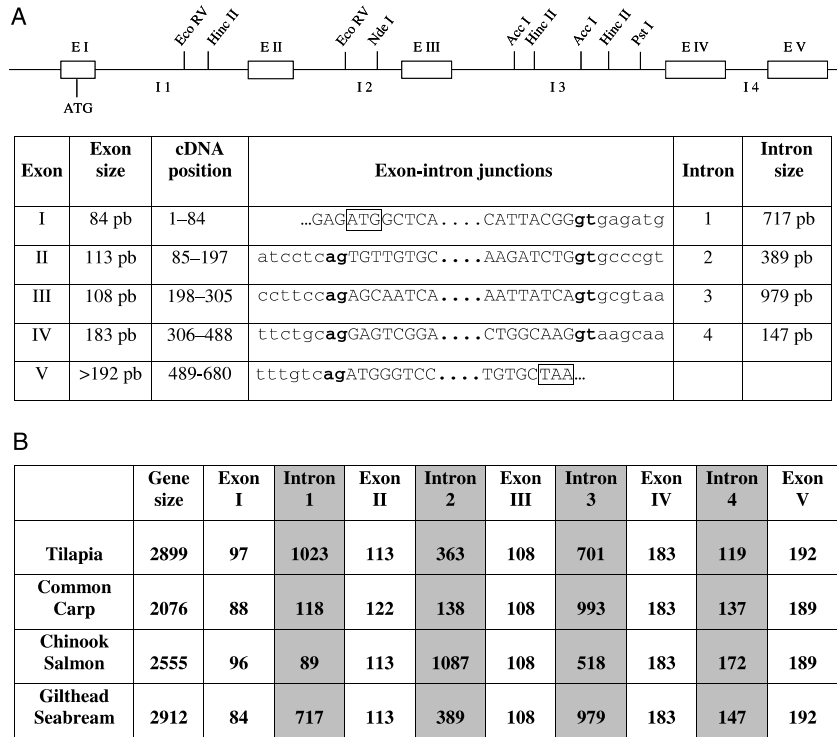 A
Eco RV Hinc II Eco RV Nde I Acc I Hinc II Acc I Hinc II Pst I
E I E II E III E IV E V
I 1 I 2 I 3 I 4
ATG
Exon Exon size cDNA position Exon-intron junctions Intron Intron size
I 84 pb 1–84 …GAGATGGCTCA....CATTACGGgtgagatg 1 717 pb
II 113 pb 85–197 atcctcagTGTTGTGC....AAGATCTGgtgcccgt 2 389 pb
III 108 pb 198–305 ccttccagAGCAATCA....AATTATCAgtgcgtaa 3 979 pb
IV 183 pb 306–488 ttctgcagGAGTCGGA....CTGGCAAGgtaagcaa 4 147 pb
V >192 pb 489-680 tttgtcagATGGGTCC....TGTGCTAA…
B
Gene size Exon I Intron 1 Exon II Intron 2 Exon III Intron 3 Exon IV Intron 4 Exon V
Tilapia 2899 97 1023 113 363 108 701 183 119 192
Common Carp 2076 88 118 122 138 108 993 183 137 189
Chinook Salmon 2555 96 89 113 1087 108 518 183 172 189
Gilthead Seabream 2912 84 717 113 389 108 979 183 147 192